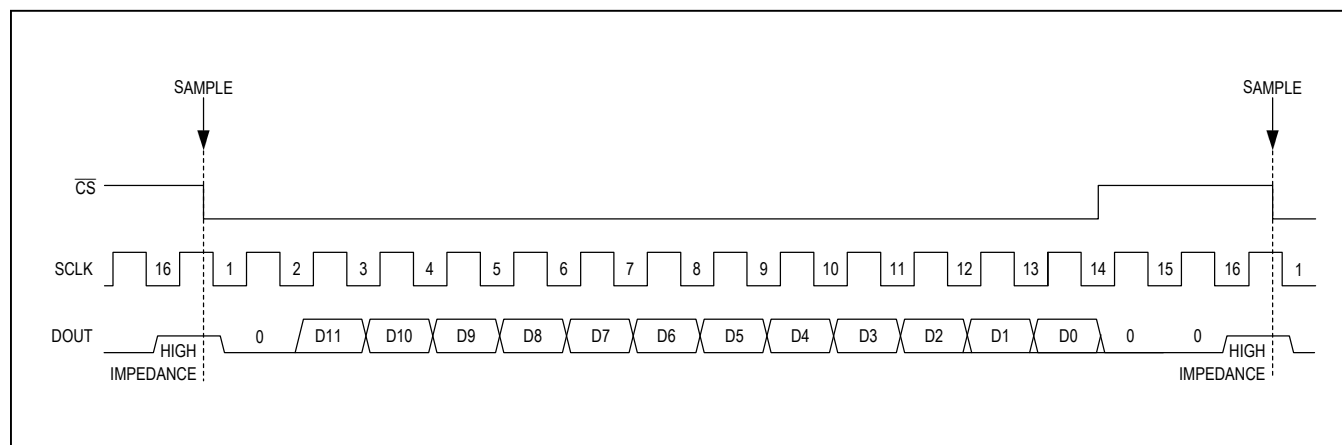 SAMPLE SAMPLE
CS
SCLK 16 1 2 3 4 5 6 7 8 9 10 11 12 13 14 15 16 1
DOUT 0 D11 D10 D9 D8 D7 D6 D5 D4 D3 D2 D1 D0 0 0
HIGH HIGH
IMPEDANCE IMPEDANCE